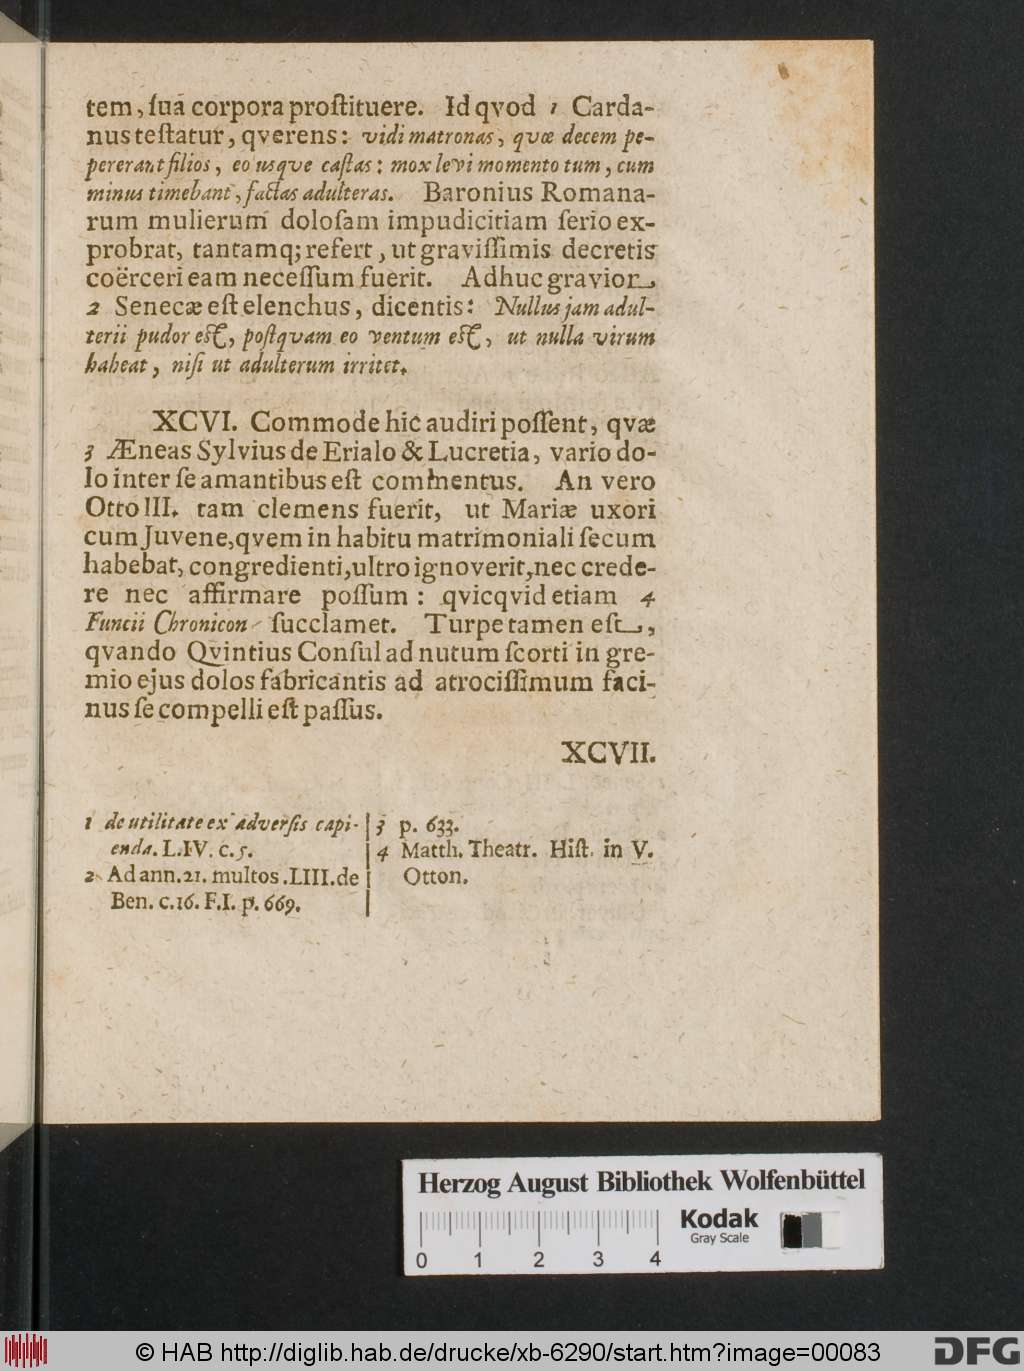 tem, ſua corpora proſtituere. Id qvod 1 Carda-
nus teſtatur, qverens: vidi matronas, qvæ decem pe-
pererant filios, eo usqve caſtas: mox levi momento tum, cum
minus timebant, factas adulteras. Baronius Romana-
rum mulierum doloſam impudicitiam ſerio ex-
probrat, tantamq; refert, ut graviſſimis decretis
coërceri eam neceſſum fuerit. Adhuc gravior,
2 Senecæ eſt elenchus, dicentis: Nullus jam adul-
terii pudor eſt, poſtqvam eo ventum eſt, ut nulla virum
habeat, niſi ut adulterum irritet.
XCVI. Commode hic audiri poſſent, qvæ
3 Æneas Sylvius de Erialo & Lucretia, vario do-
lo inter ſe amantibus eſt commentus. An vero
Otto III. tam clemens fuerit, ut Mariæ uxori
cum Juvene, qvem in habitu matrimoniali ſecum
habebat, congredienti, ultro ignoverit, nec crede-
re nec affirmare poſſum: qvicqvid etiam 4
Funcii Chronicon ſucclamet. Turpe tamen eſt,
qvando Qvintius Conſul ad nutum ſcorti in gre-
mio ejus dolos fabricantis ad atrociſſimum faci-
nus ſe compelli eſt paſſus.
XCVII.
1 de utilitate ex adverſis capi-
enda. L.IV. c.5.
2 Ad ann.21. multos .LIII.de
Ben. c.16. F.I. p. 669.
3 p. 633.
4 Matth. Theatr. Hiſt. in V.
Otton.
Herzog August Bibliothek Wolfenbüttel
Kodak
Gray Scale
0 1 2 3 4
© HAB http://diglib.hab.de/drucke/xb-6290/start.htm?image=00083
DFG